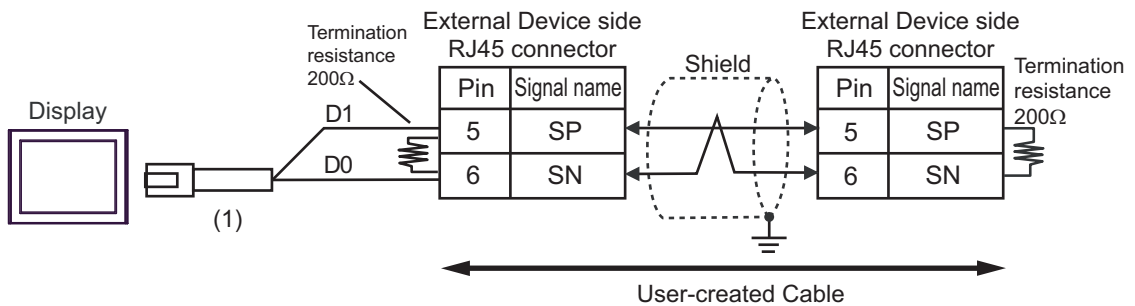 External Device side
RJ45 connector
External Device side
RJ45 connector
Termination
resistance
200Ω
Shield
Termination
resistance
200Ω
Display
D1
D0
Pin Signal name
5 SP
6 SN
Pin Signal name
5 SP
6 SN
(1)
User-created Cable